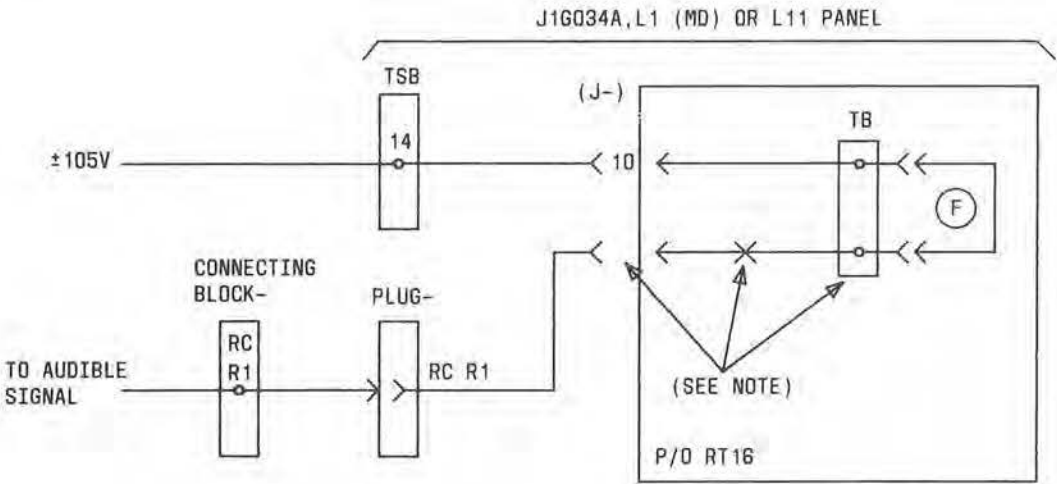 J1G034A,L1 (MD) OR L11 PANEL
TSB
(J-)
TB
14
±105V
10
F
CONNECTING
BLOCK-
PLUG-
RC
R1
RC R1
TO AUDIBLE
SIGNAL
(SEE NOTE)
P/O RT16